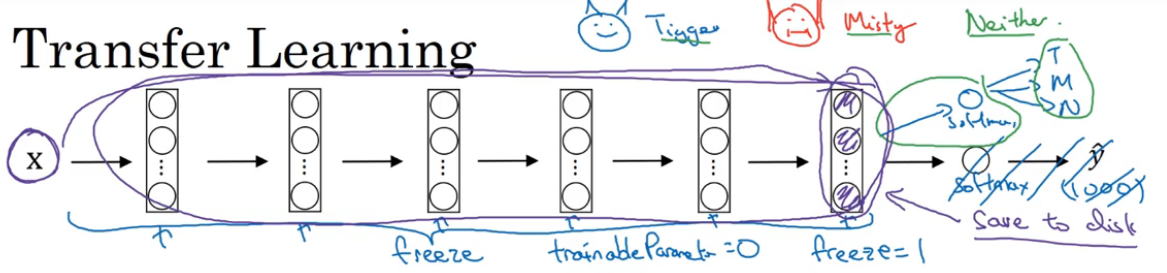 Transfer Learning
Tigger
Misty
Neither.
T
M
N
softmax
x
ŷ
softmax
(1000)
Save to disk
freeze
trainableParameter=0
freeze=1